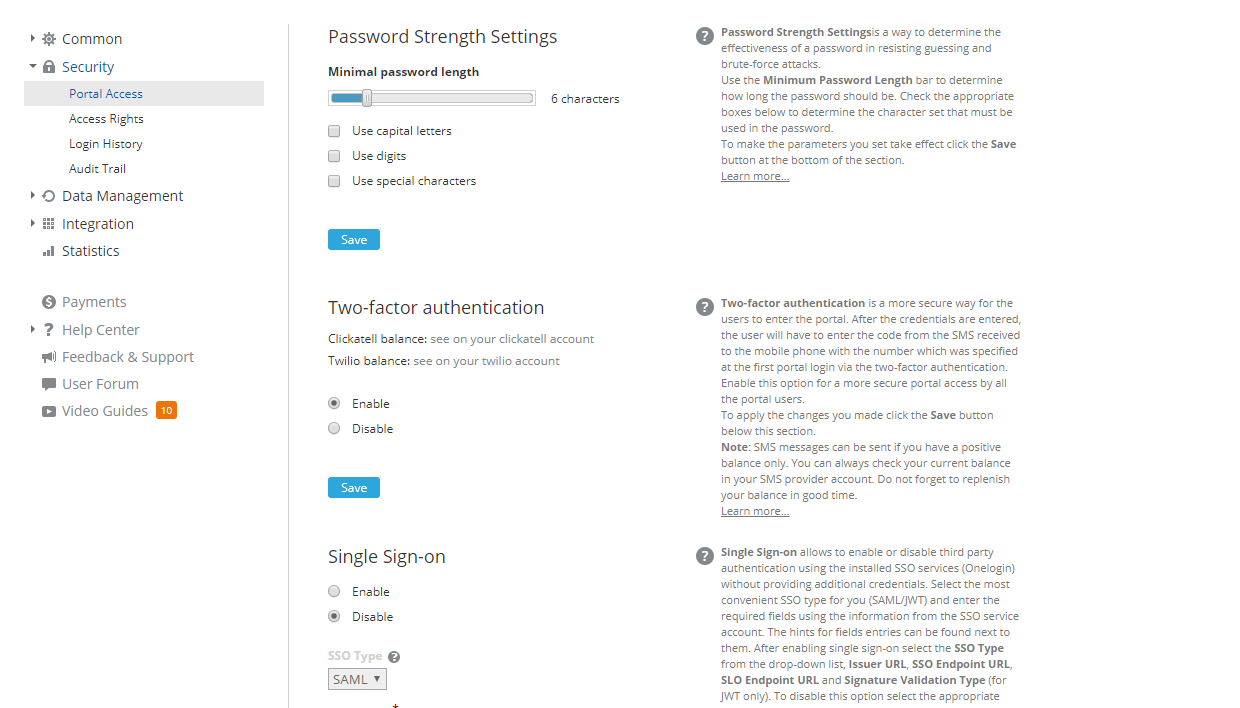 Common
Security
Portal Access
Access Rights
Login History
Audit Trail
Data Management
Integration
Statistics
$ Payments
? Help Center
Feedback & Support
User Forum
Video Guides 10
Password Strength Settings
Minimal password length
6 characters
Use capital letters
Use digits
Use special characters
Save
? Password Strength Settingsis a way to determine the
effectiveness of a password in resisting guessing and
brute-force attacks.
Use the Minimum Password Length bar to determine
how long the password should be. Check the appropriate
boxes below to determine the character set that must be
used in the password.
To make the parameters you set take effect click the Save
button at the bottom of the section.
Learn more...
Two-factor authentication
Clickatell balance: see on your clickatell account
Twilio balance: see on your twilio account
Enable
Disable
Save
? Two-factor authentication is a more secure way for the
users to enter the portal. After the credentials are entered,
the user will have to enter the code from the SMS received
to the mobile phone with the number which was specified
at the first portal login via the two-factor authentication.
Enable this option for a more secure portal access by all
the portal users.
To apply the changes you made click the Save button
below this section.
Note: SMS messages can be sent if you have a positive
balance only. You can always check your current balance
in your SMS provider account. Do not forget to replenish
your balance in good time.
Learn more...
Single Sign-on
Enable
Disable
SSO Type ?
SAML
*
? Single Sign-on allows to enable or disable third party
authentication using the installed SSO services (Onelogin)
without providing additional credentials. Select the most
convenient SSO type for you (SAML/JWT) and enter the
required fields using the information from the SSO service
account. The hints for fields entries can be found next to
them. After enabling single sign-on select the SSO Type
from the drop-down list, Issuer URL, SSO Endpoint URL,
SLO Endpoint URL and Signature Validation Type (for
JWT only). To disable this option select the appropriate